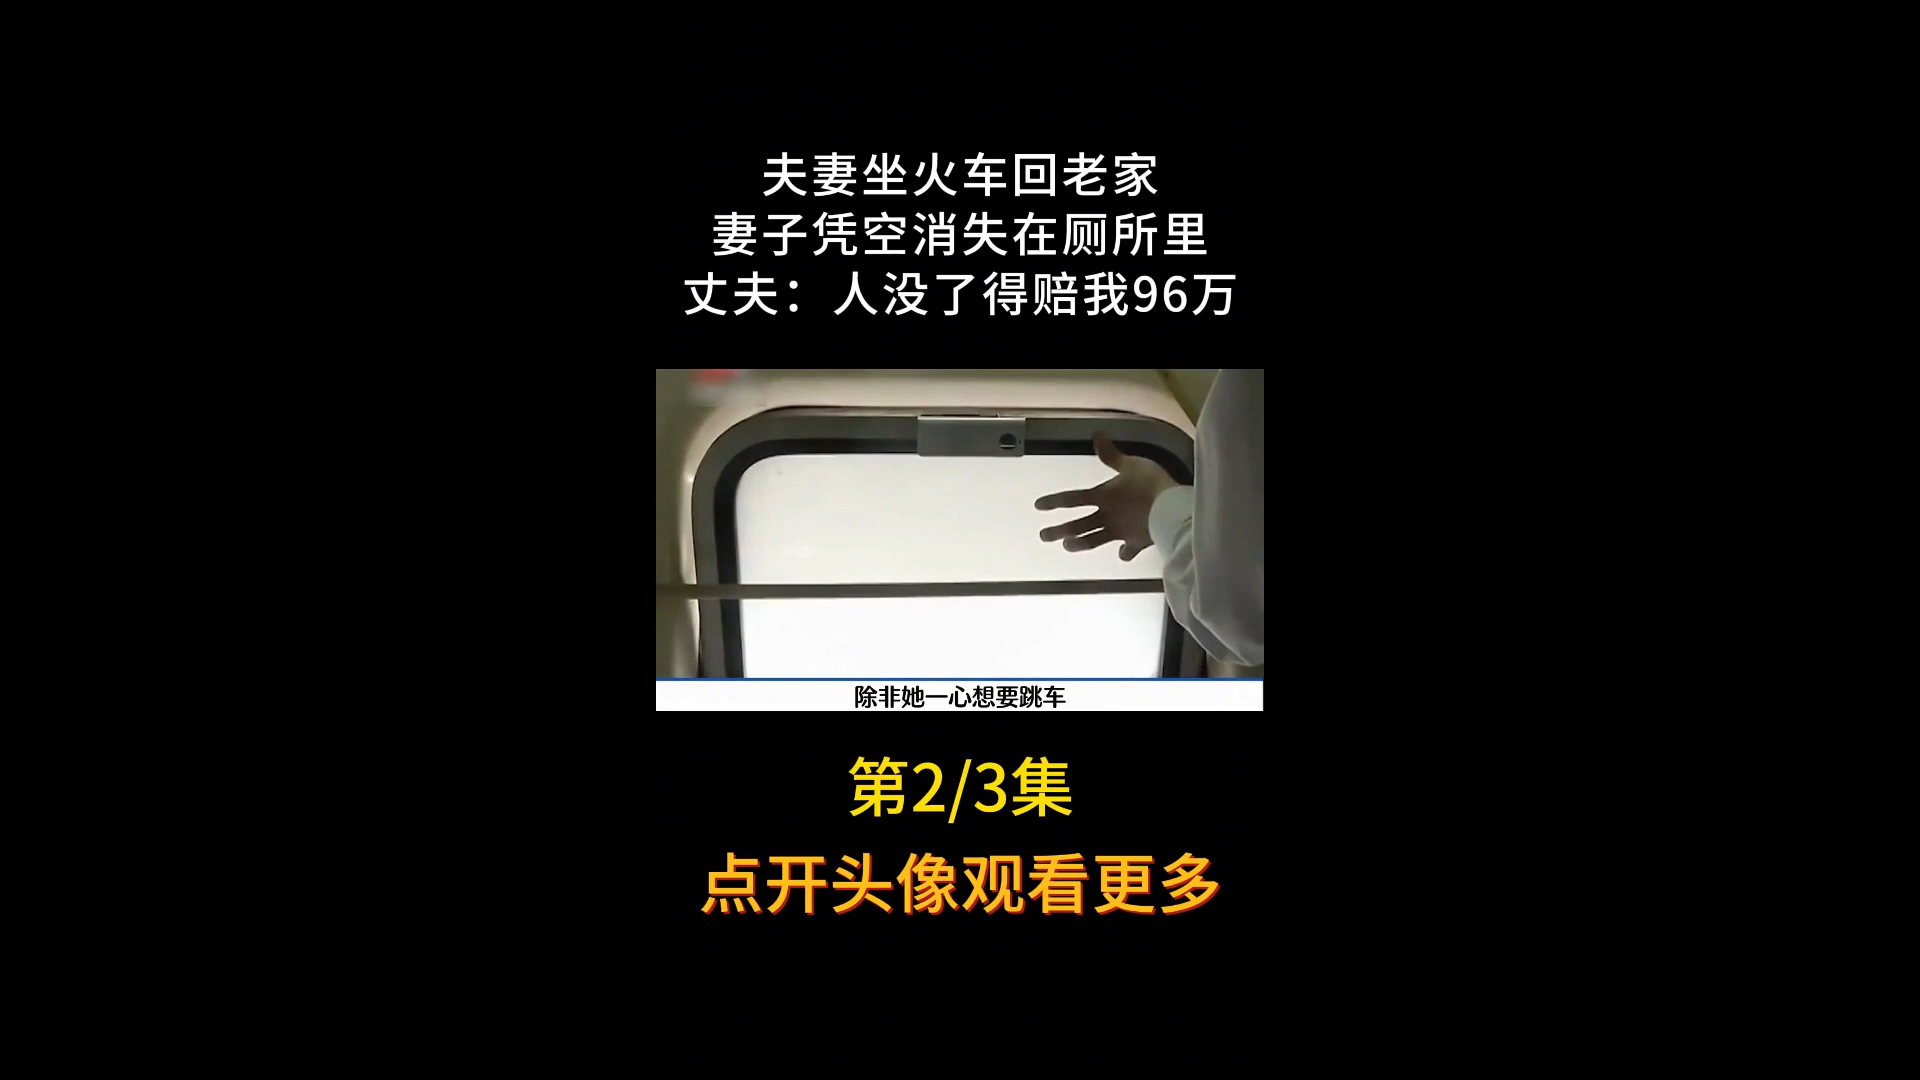 夫妻坐火车回老家
妻子凭空消失在厕所里
丈夫：人没了得赔我96万
除非她一心想要跳车
第2/3集
点开头像观看更多